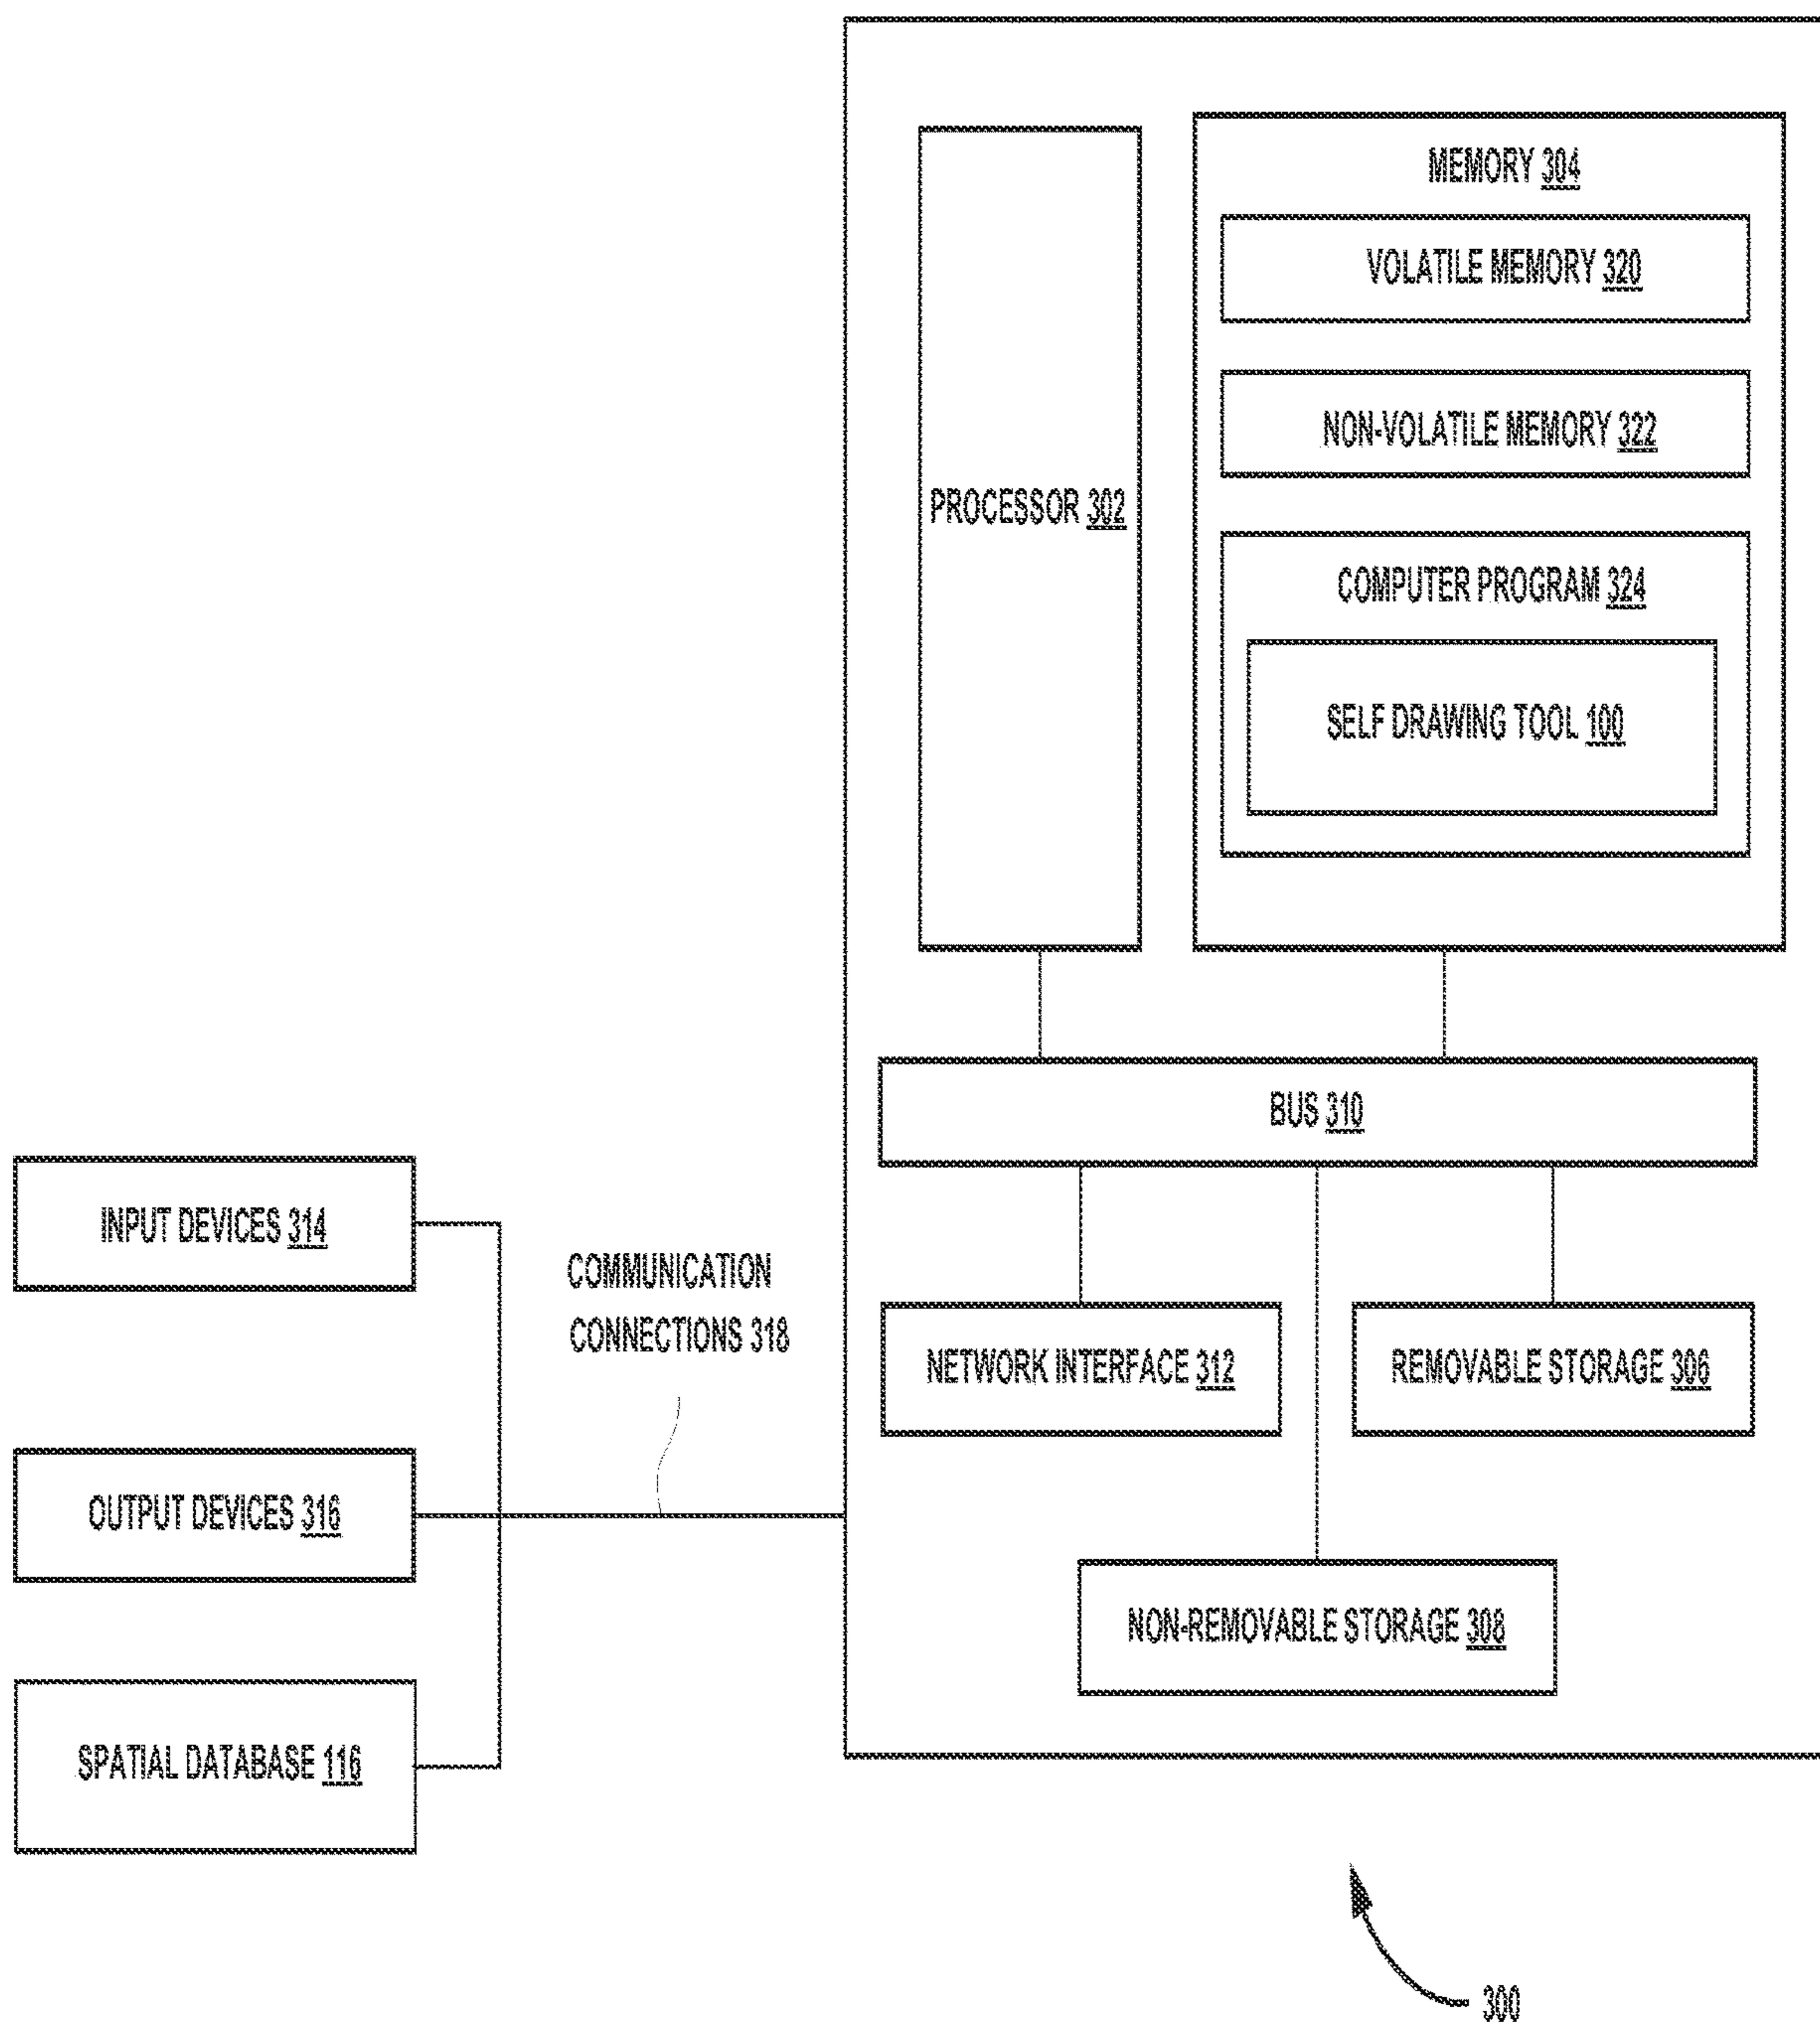 MEMORY 304
VOLATILE MEMORY 320
NON-VOLATILE MEMORY 322
PROCESSOR 302
COMPUTER PROGRAM 324
SELF DRAWING TOOL 100
BUS 310
INPUT DEVICES 314
COMMUNICATION
CONNECTIONS 318
NETWORK INTERFACE 312
REMOVABLE STORAGE 306
OUTPUT DEVICES 316
NON-REMOVABLE STORAGE 308
SPATIAL DATABASE 116
300